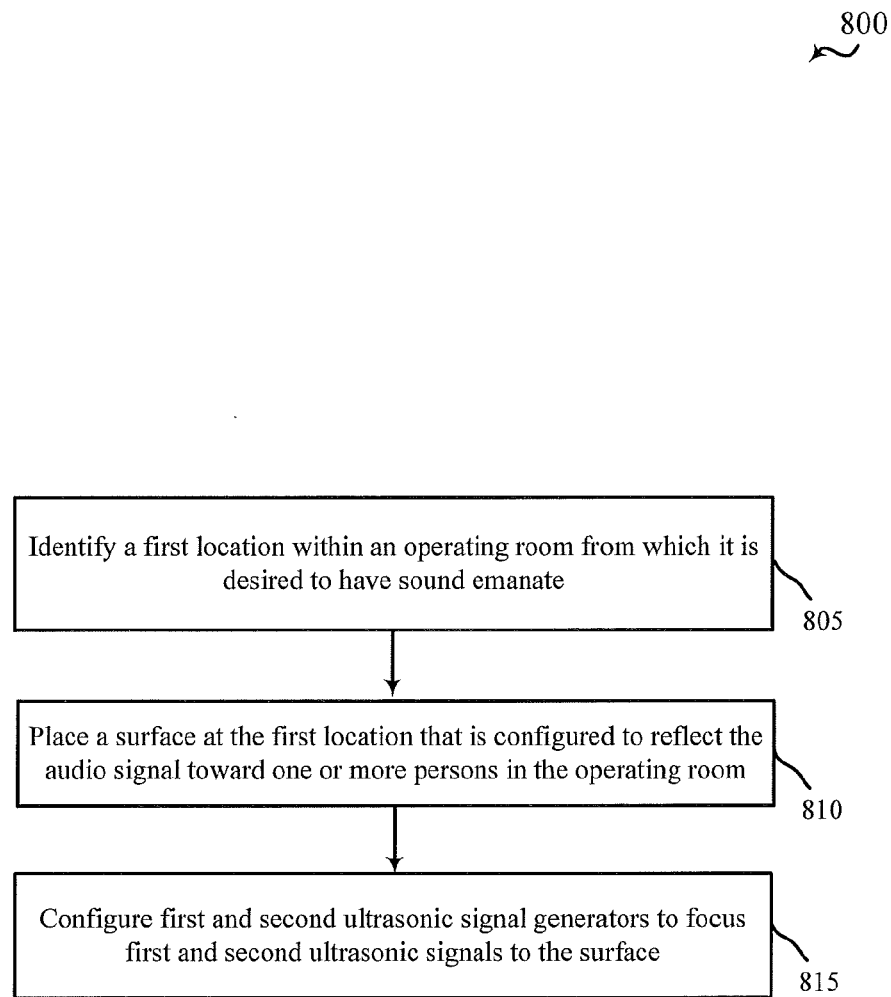 800
Identify a first location within an operating room from which it is
desired to have sound emanate
805
Place a surface at the first location that is configured to reflect the
audio signal toward one or more persons in the operating room
810
Configure first and second ultrasonic signal generators to focus
first and second ultrasonic signals to the surface
815